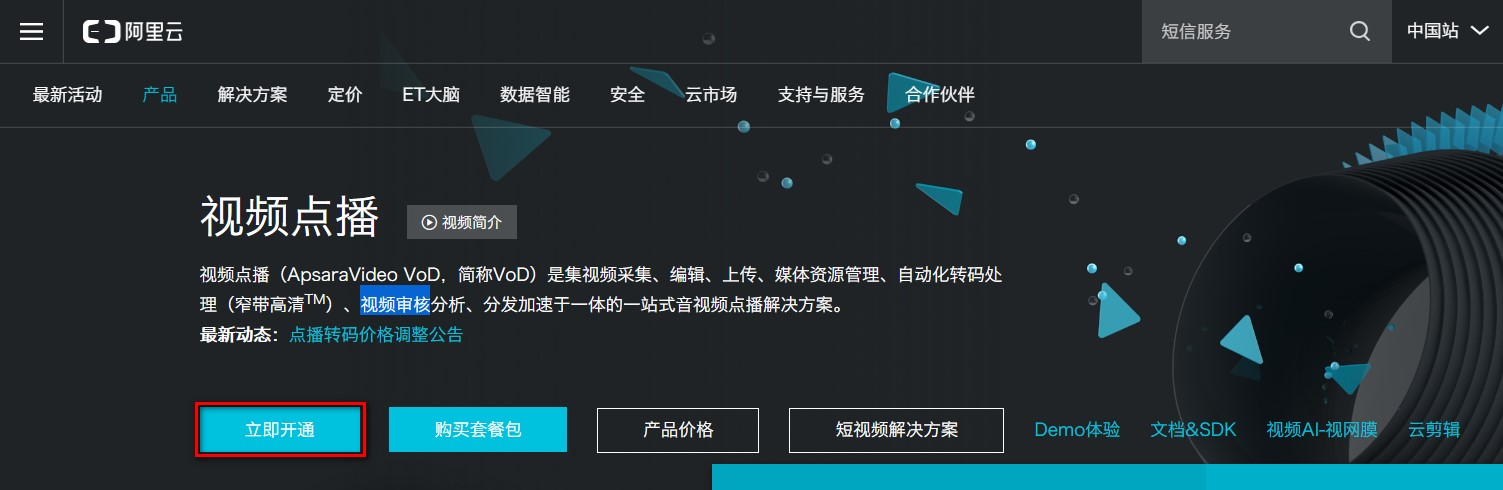 阿里云 短信服务 中国站
最新活动 产品 解决方案 定价 ET大脑 数据智能 安全 云市场 支持与服务 合作伙伴
视频点播 视频简介
视频点播（ApsaraVideo VoD，简称VoD）是集视频采集、编辑、上传、媒体资源管理、自动化转码处
理（窄带高清TM）、视频审核分析、分发加速于一体的一站式音视频点播解决方案。
最新动态：点播转码价格调整公告
立即开通 购买套餐包 产品价格 短视频解决方案 Demo体验 文档&SDK 视频AI-视网膜 云剪辑